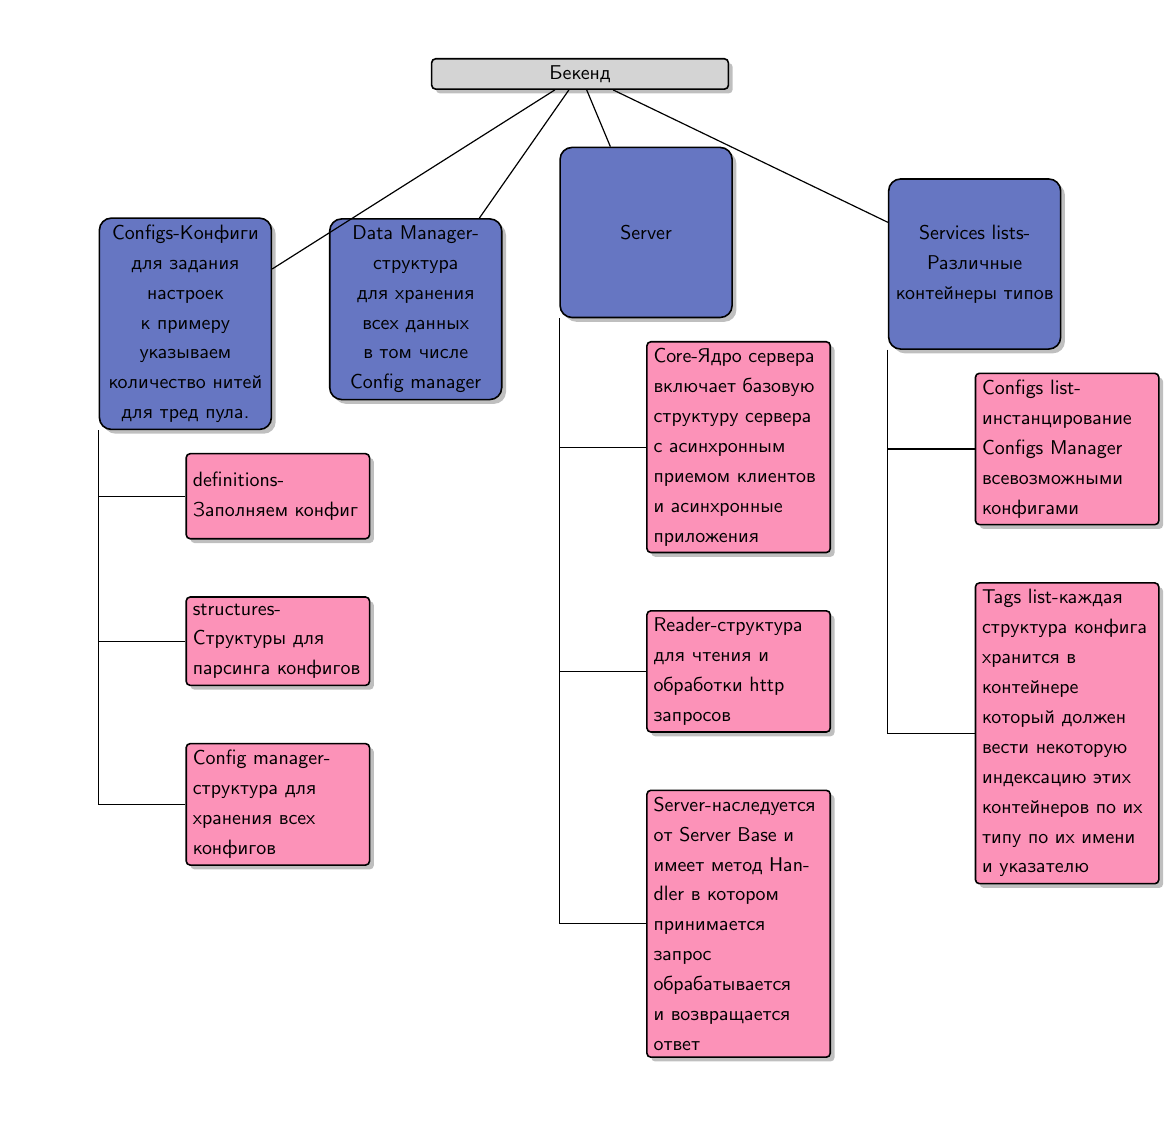 Бекенд
Configs-Конфиги
для задания
настроек
к примеру
указываем
количество нитей
для тред пула.
definitions-
Заполняем конфиг
structures-
Структуры для
парсинга конфигов
Config manager-
структура для
хранения всех
конфигов
Data Manager-
структура
для хранения
всех данных
в том числе
Config manager
Server
Core-Ядро сервера
включает базовую
структуру сервера
с асинхронным
приемом клиентов
и асинхронные
приложения
Reader-структура
для чтения и
обработки http
запросов
Server-наследуется
от Server Base и
имеет метод Han-
dler в котором
принимается
запрос
обрабатывается
и возвращается
ответ
Services lists-
Различные
контейнеры типов
Configs list-
инстанцирование
Configs Manager
всевозможными
конфигами
Tags list-каждая
структура конфига
хранится в
контейнере
который должен
вести некоторую
индексацию этих
контейнеров по их
типу по их имени
и указателю